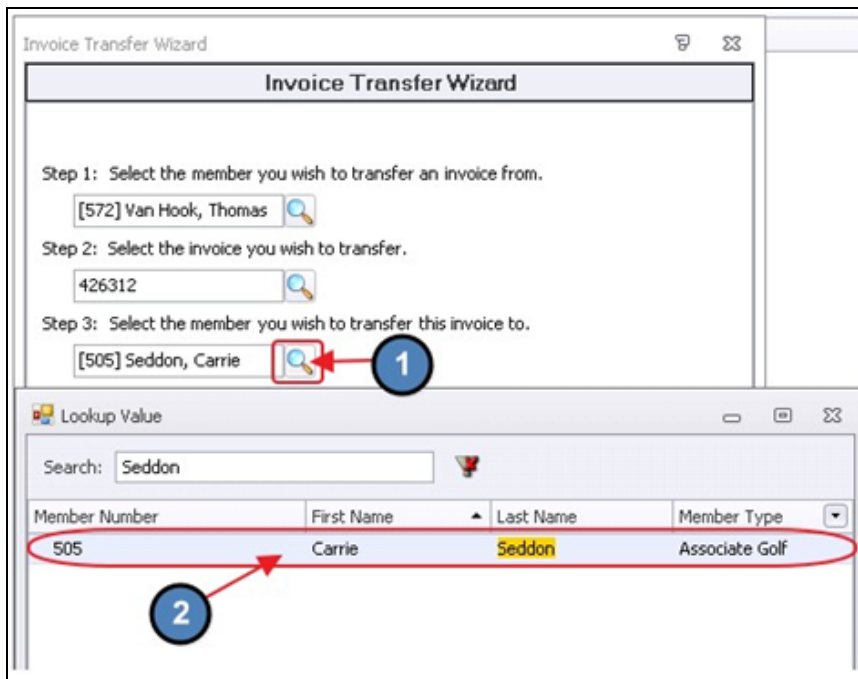 Invoice Transfer Wizard
Invoice Transfer Wizard
Step 1: Select the member you wish to transfer an invoice from.
[572] Van Hook, Thomas
Step 2: Select the invoice you wish to transfer.
426312
Step 3: Select the member you wish to transfer this invoice to.
[505] Seddon, Carrie
1
Lookup Value
Search: Seddon
Member Number First Name Last Name Member Type
505 Carrie Seddon Associate Golf
2